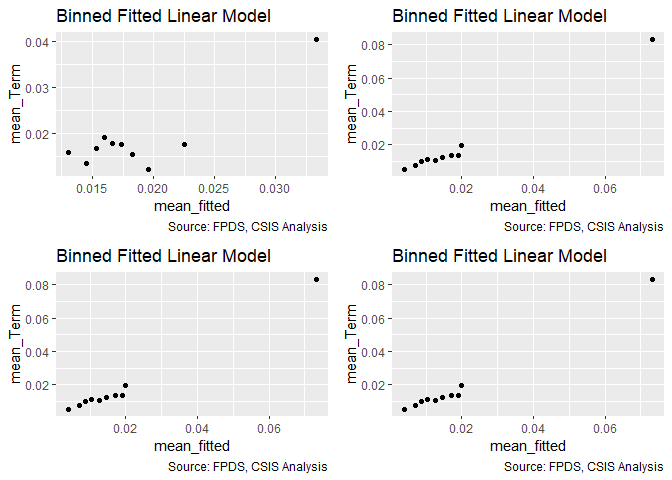 Binned Fitted Linear Model
mean_Term
0.04
0.03
0.02
0.015 0.020 0.025 0.030
mean_fitted
Source: FPDS, CSIS Analysis
Binned Fitted Linear Model
mean_Term
0.08
0.06
0.04
0.02
0.02 0.04 0.06
mean_fitted
Source: FPDS, CSIS Analysis
Binned Fitted Linear Model
mean_Term
0.08
0.06
0.04
0.02
0.02 0.04 0.06
mean_fitted
Source: FPDS, CSIS Analysis
Binned Fitted Linear Model
mean_Term
0.08
0.06
0.04
0.02
0.02 0.04 0.06
mean_fitted
Source: FPDS, CSIS Analysis